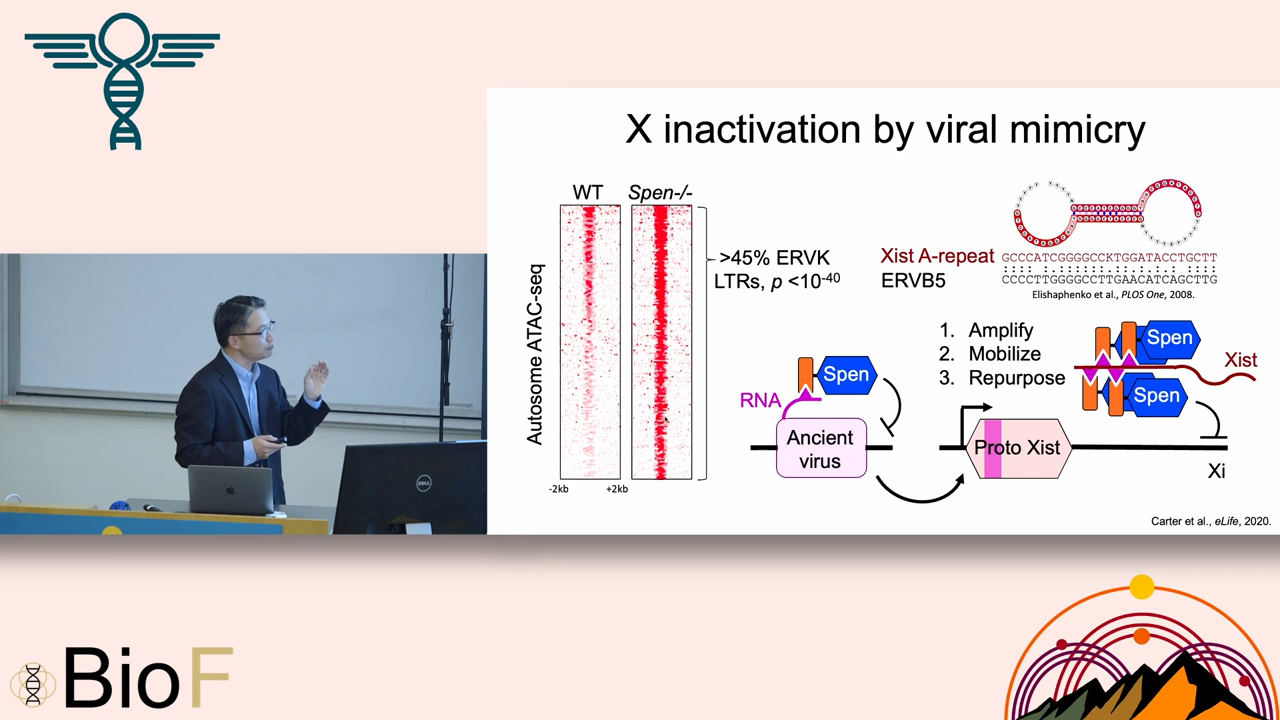 X inactivation by viral mimicry
WT
Spen-/-
Autosome ATAC-seq
-2kb
+2kb
>45% ERVK
LTRs, p <10-40
Xist A-repeat
GCCCATCGGGGCCKTGGATACCTGCTT
ERVB5
CCCCTTGGGGCCTTGAACATCAGCTTG
Elishaphenko et al., PLOS One, 2008.
1. Amplify
2. Mobilize
3. Repurpose
Spen
Spen
Xist
RNA
Spen
Ancient
virus
Proto Xist
Xi
Carter et al., eLife, 2020.
DELL
BioF